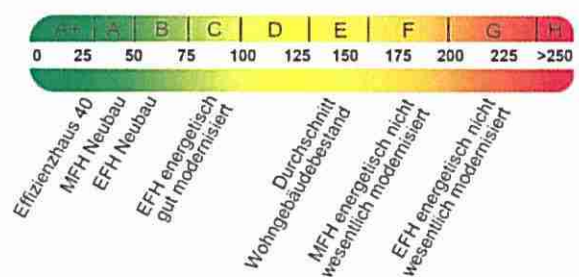 A+ A B C D E F G H
0 25 50 75 100 125 150 175 200 225 >250
Effizienzhaus 40
MFH Neubau
EFH Neubau
EFH energetisch
gut modernisiert
Durchschnitt
Wohngebäudebestand
MFH energetisch nicht
wesentlich modernisiert
EFH energetisch nicht
wesentlich modernisiert